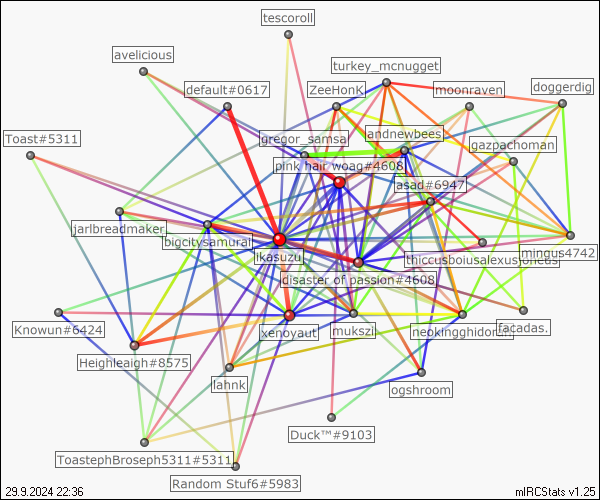 tescoroll
avelicious
turkey_mcnugget
default#0617
ZeeHonK
moonraven
doggerdig
Toast#5311
gregor_samsa
landnewbees
gazpachoman
pink hair woag#4608
asad#6947
jarlbreadmaker
bigcitysamurai
ikasuzu
thiccusboiusalexus
mingus4742
disaster of passion#4608
Knowun#6424
xenoyaut
mukszi
neokingghidorah
facadas.
Heighleaigh#8575
lahnk
ogshroom
Duck™#9103
ToastephBroseph5311#5311
Random Stuf6#5983
29.9.2024 22:36
mIRCStats v1.25